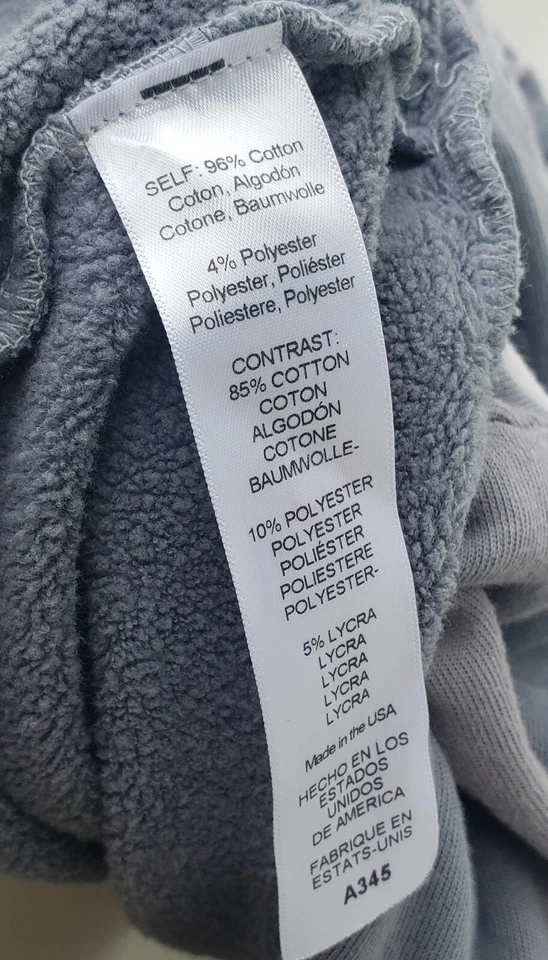 SELF: 96% Cotton
Coton, Algodón
Cotone, Baumwolle
4% Polyester
Polyester, Poliéster
Poliestere, Polyester
CONTRAST:
85% COTTON
COTON
ALGODÓN
COTONE
BAUMWOLLE-
10% POLYESTER
POLYESTER
POLIÉSTER
POLIESTERE
POLYESTER-
5% LYCRA
LYCRA
LYCRA
LYCRA
LYCRA
Made in the USA
HECHO EN LOS
ESTADOS
UNIDOS
DE AMERICA
FABRIQUE EN
ESTATS-UNIS
A345